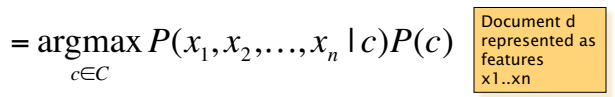 = argmax P(x₁, x₂, …, xₙ | c)P(c)
c∈C
Document d
represented as
features
x1..xn